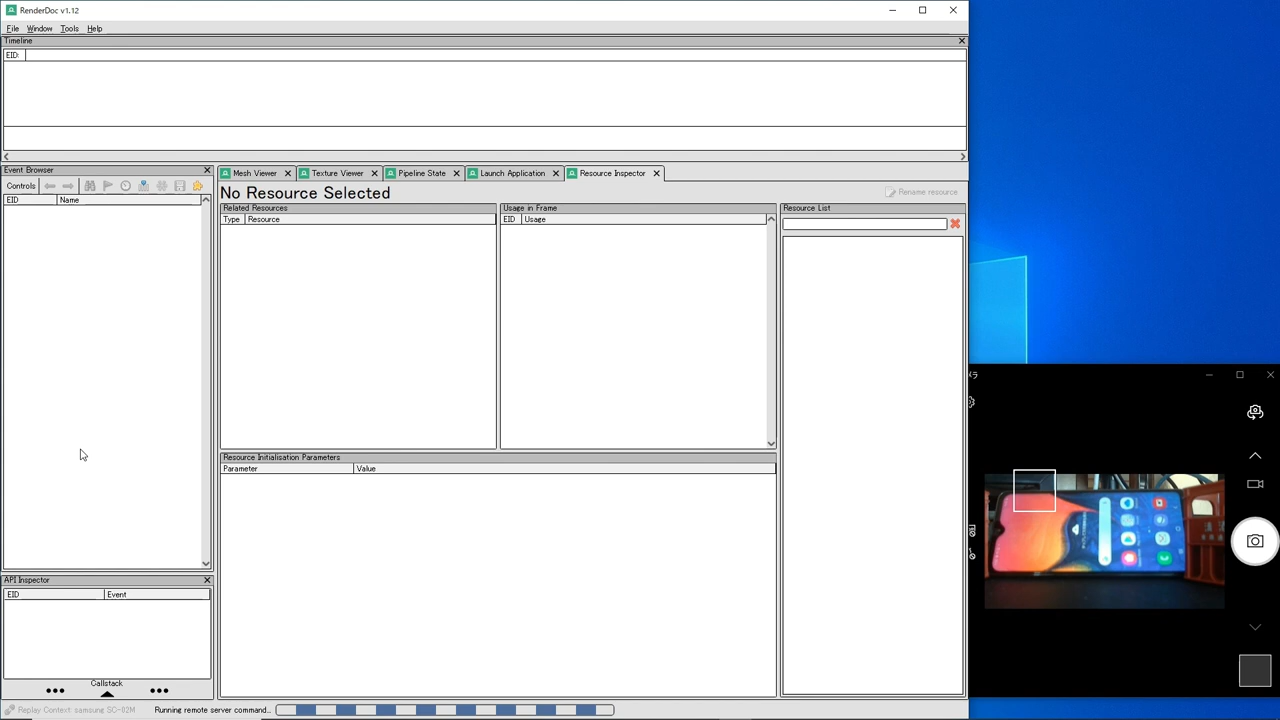 RenderDoc v1.12
File Window Tools Help
Timeline
EID:
Event Browser
Controls
EID Name
Mesh Viewer
Texture Viewer
Pipeline State
Launch Application
Resource Inspector
No Resource Selected
Rename resource
Related Resources
Type Resource
Usage in Frame
EID Usage
Resource List
Resource Initialisation Parameters
Parameter Value
API Inspector
EID Event
Callstack
Replay Context: samsung SC-02M
Running remote server command...
メラ